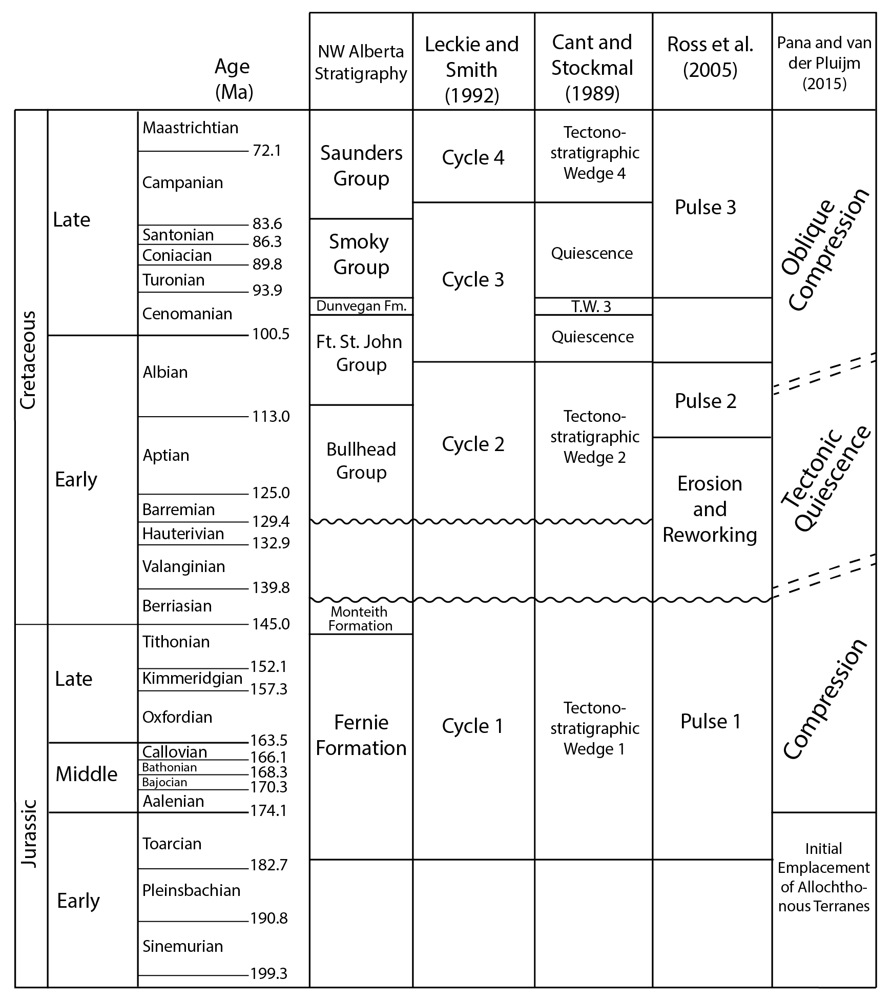 Age
(Ma)
NW Alberta
Stratigraphy
Leckie and
Smith
(1992)
Cant and
Stockmal
(1989)
Ross et al.
(2005)
Pana and van
der Pluijm
(2015)
Cretaceous
Late
Maastrichtian
72.1
Campanian
83.6
Santonian
86.3
Coniacian
89.8
Turonian
93.9
Cenomanian
100.5
Early
Albian
113.0
Aptian
125.0
Barremian
129.4
Hauterivian
132.9
Valanginian
139.8
Berriasian
145.0
Jurassic
Late
Tithonian
152.1
Kimmeridgian
157.3
Oxfordian
163.5
Middle
Callovian
166.1
Bathonian
168.3
Bajocian
170.3
Aalenian
174.1
Early
Toarcian
182.7
Pleinsbachian
190.8
Sinemurian
199.3
Saunders
Group
Smoky
Group
Dunvegan Fm.
Ft. St. John
Group
Bullhead
Group
Monteith
Formation
Fernie
Formation
Cycle 4
Cycle 3
Cycle 2
Cycle 1
Tectono-
stratigraphic
Wedge 4
Quiescence
T.W. 3
Quiescence
Tectono-
stratigraphic
Wedge 2
Tectono-
stratigraphic
Wedge 1
Pulse 3
Pulse 2
Erosion
and
Reworking
Pulse 1
Oblique
Compression
Tectonic
Quiescence
Compression
Initial
Emplacement
of Allochtho-
nous Terranes